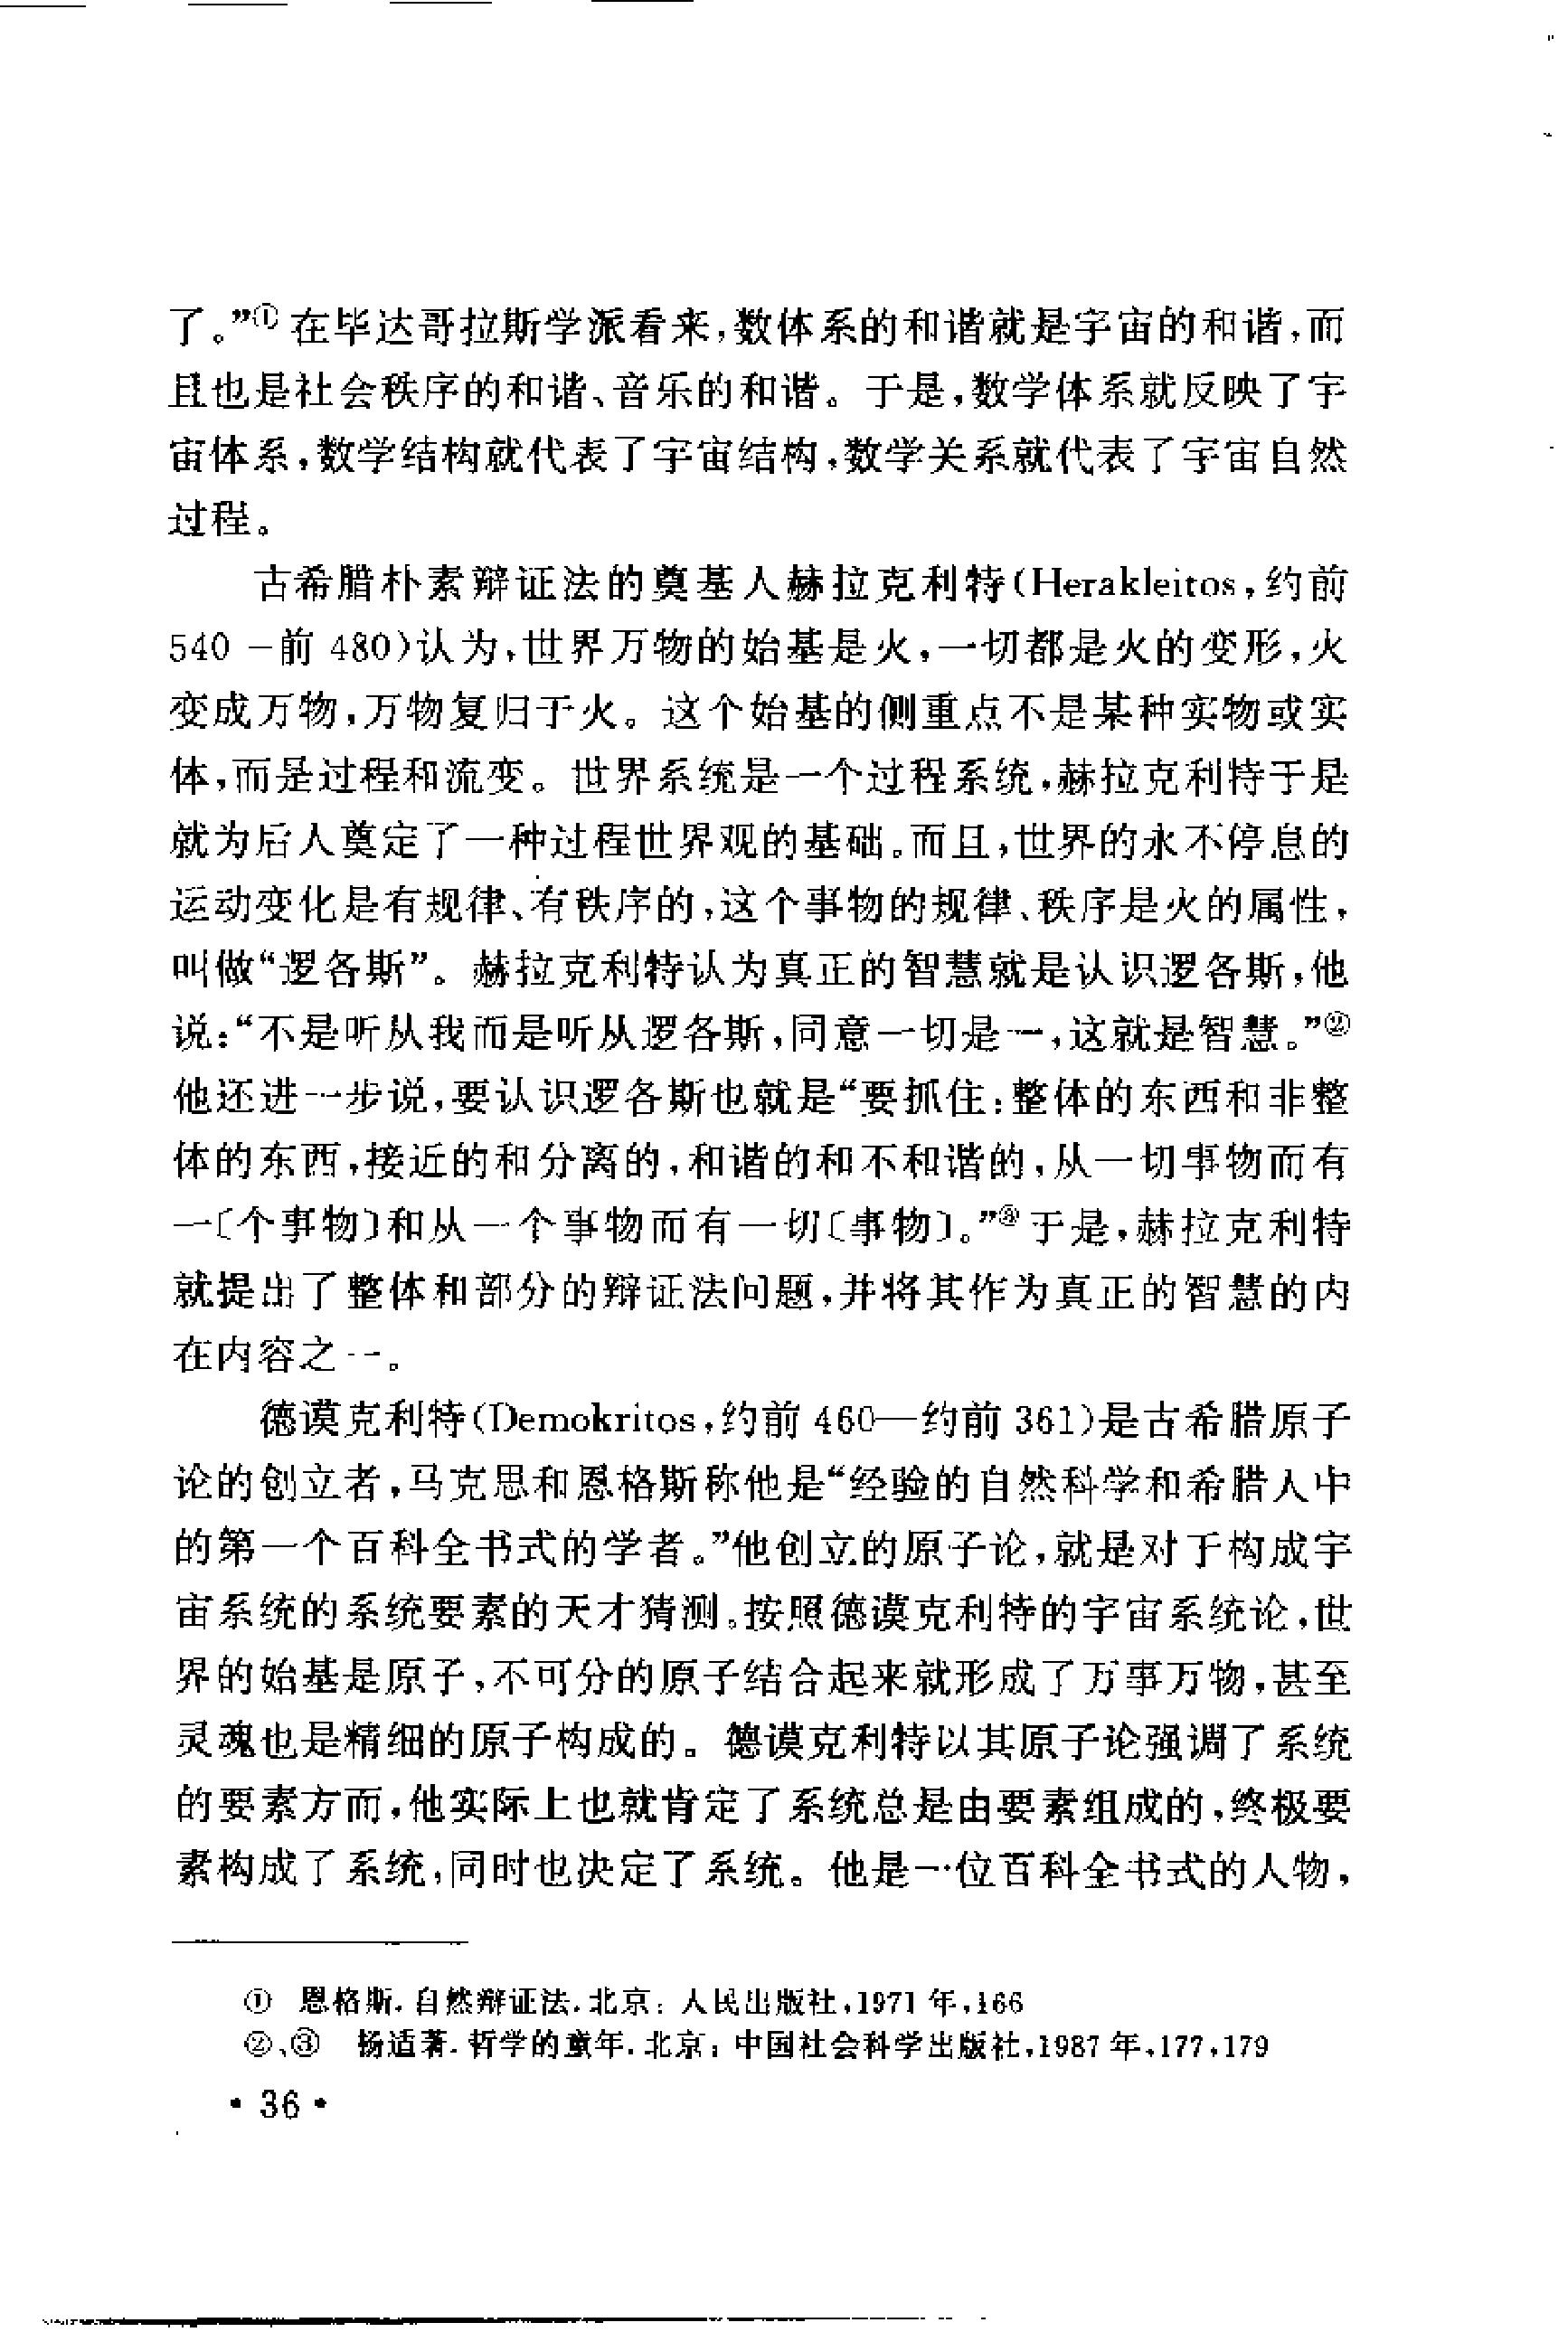 了。”①在毕达哥拉斯学派看来,数体系的和谐就是宇宙的和谐,而
且也是社会秩序的和谐、音乐的和谐。于是,数学体系就反映了宇
宙体系,数学结构就代表了宇宙结构,数学关系就代表了宇宙自然
过程。
古希腊朴素辩证法的奠基人赫拉克利特(Herakleitos,约前
540－前 480)认为,世界万物的始基是火,一切都是火的变形,火
变成万物,万物复归于火。这个始基的侧重点不是某种实物或实
体,而是过程和流变。世界系统是一个过程系统,赫拉克利特于是
就为后人奠定了一种过程世界观的基础。而且,世界的永不停息的
运动变化是有规律、有秩序的,这个事物的规律、秩序是火的属性,
叫做“逻各斯”。赫拉克利特认为真正的智慧就是认识逻各斯,他
说:“不是听从我而是听从逻各斯,同意一切是一,这就是智慧。”②
他还进一步说,要认识逻各斯也就是“要抓住:整体的东西和非整
体的东西,接近的和分离的,和谐的和不和谐的,从一切事物而有
一〔个事物〕和从一个事物而有一切〔事物〕。”③于是,赫拉克利特
就提出了整体和部分的辩证法问题,并将其作为真正的智慧的内
在内容之一。
德谟克利特(Demokritos,约前 460—约前 361)是古希腊原子
论的创立者,马克思和恩格斯称他是“经验的自然科学和希腊人中
的第一个百科全书式的学者。”他创立的原子论,就是对于构成宇
宙系统的系统要素的天才猜测。按照德谟克利特的宇宙系统论,世
界的始基是原子,不可分的原子结合起来就形成了万事万物,甚至
灵魂也是精细的原子构成的。德谟克利特以其原子论强调了系统
的要素方面,他实际上也就肯定了系统总是由要素组成的,终极要
素构成了系统,同时也决定了系统。他是一位百科全书式的人物,
① 恩格斯.自然辩证法.北京:人民出版社,1971 年,166
②、③ 杨适著.哲学的童年.北京:中国社会科学出版社,1987 年,177,179
·36·